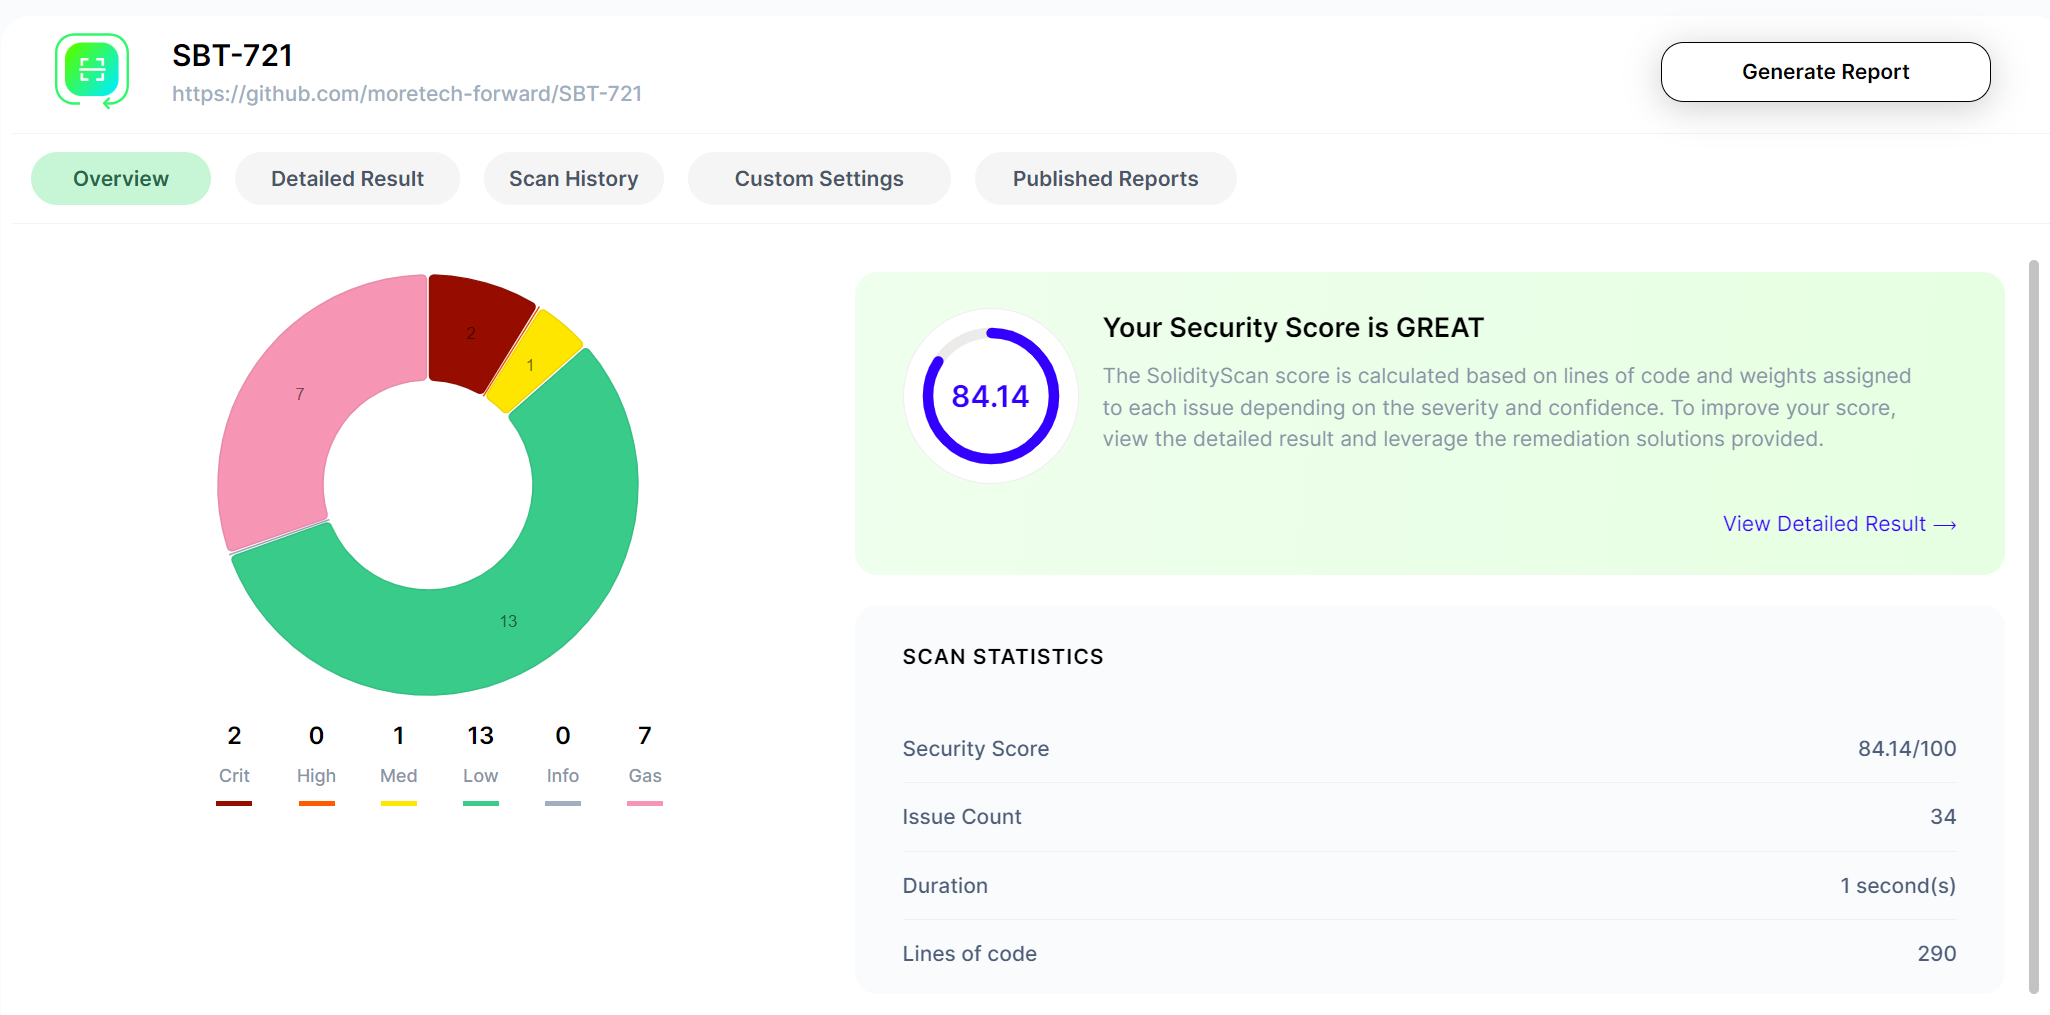 SBT-721
https://github.com/moretech-forward/SBT-721
Generate Report
Overview
Detailed Result
Scan History
Custom Settings
Published Reports
2
1
7
13
2 0 1 13 0 7
Crit High Med Low Info Gas
84.14
Your Security Score is GREAT
The SolidityScan score is calculated based on lines of code and weights assigned
to each issue depending on the severity and confidence. To improve your score,
view the detailed result and leverage the remediation solutions provided.
View Detailed Result →
SCAN STATISTICS
Security Score 84.14/100
Issue Count 34
Duration 1 second(s)
Lines of code 290